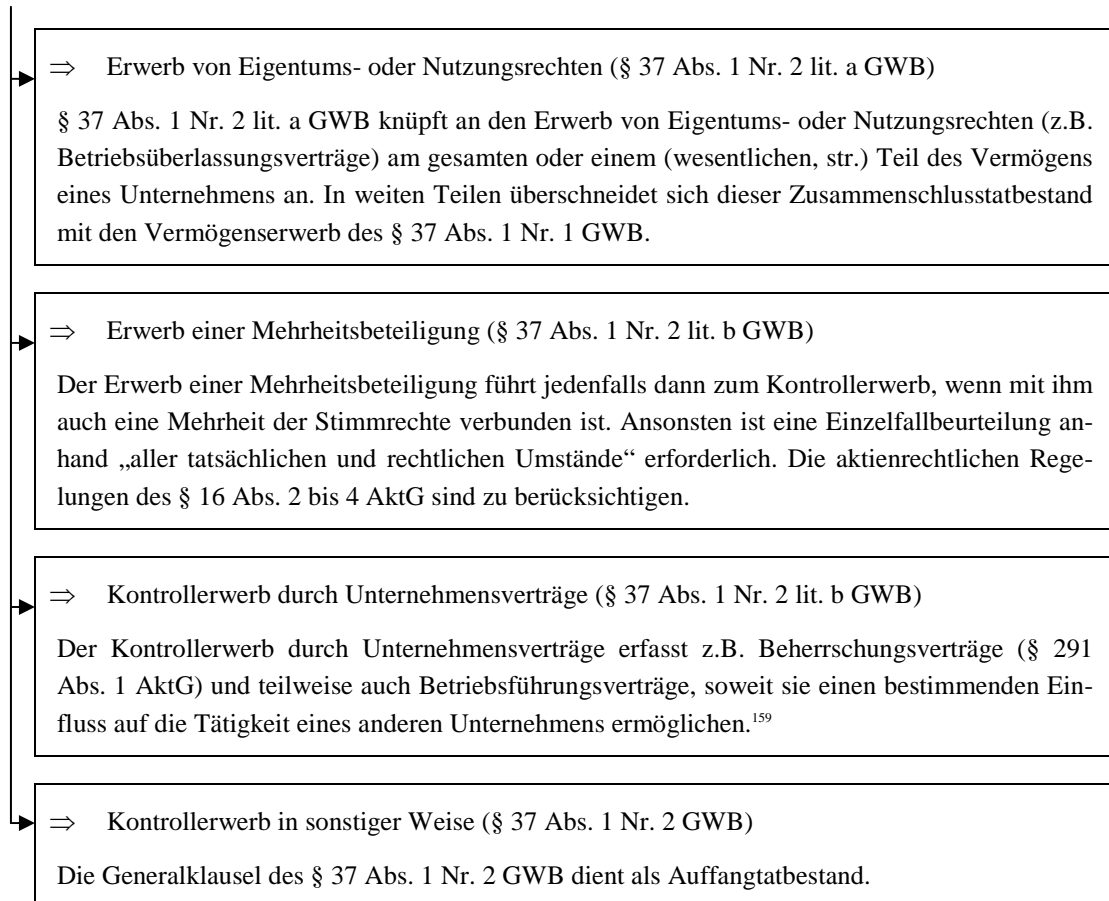 ⇒ Erwerb von Eigentums- oder Nutzungsrechten (§ 37 Abs. 1 Nr. 2 lit. a GWB)
§ 37 Abs. 1 Nr. 2 lit. a GWB knüpft an den Erwerb von Eigentums- oder Nutzungsrechten (z.B.
Betriebsüberlassungsverträge) am gesamten oder einem (wesentlichen, str.) Teil des Vermögens
eines Unternehmens an. In weiten Teilen überschneidet sich dieser Zusammenschlusstatbestand
mit den Vermögenserwerb des § 37 Abs. 1 Nr. 1 GWB.
⇒ Erwerb einer Mehrheitsbeteiligung (§ 37 Abs. 1 Nr. 2 lit. b GWB)
Der Erwerb einer Mehrheitsbeteiligung führt jedenfalls dann zum Kontrollerwerb, wenn mit ihm
auch eine Mehrheit der Stimmrechte verbunden ist. Ansonsten ist eine Einzelfallbeurteilung an-
hand „aller tatsächlichen und rechtlichen Umstände“ erforderlich. Die aktienrechtlichen Rege-
lungen des § 16 Abs. 2 bis 4 AktG sind zu berücksichtigen.
⇒ Kontrollerwerb durch Unternehmensverträge (§ 37 Abs. 1 Nr. 2 lit. b GWB)
Der Kontrollerwerb durch Unternehmensverträge erfasst z.B. Beherrschungsverträge (§ 291
Abs. 1 AktG) und teilweise auch Betriebsführungsverträge, soweit sie einen bestimmenden Ein-
fluss auf die Tätigkeit eines anderen Unternehmens ermöglichen.159
⇒ Kontrollerwerb in sonstiger Weise (§ 37 Abs. 1 Nr. 2 GWB)
Die Generalklausel des § 37 Abs. 1 Nr. 2 GWB dient als Auffangtatbestand.